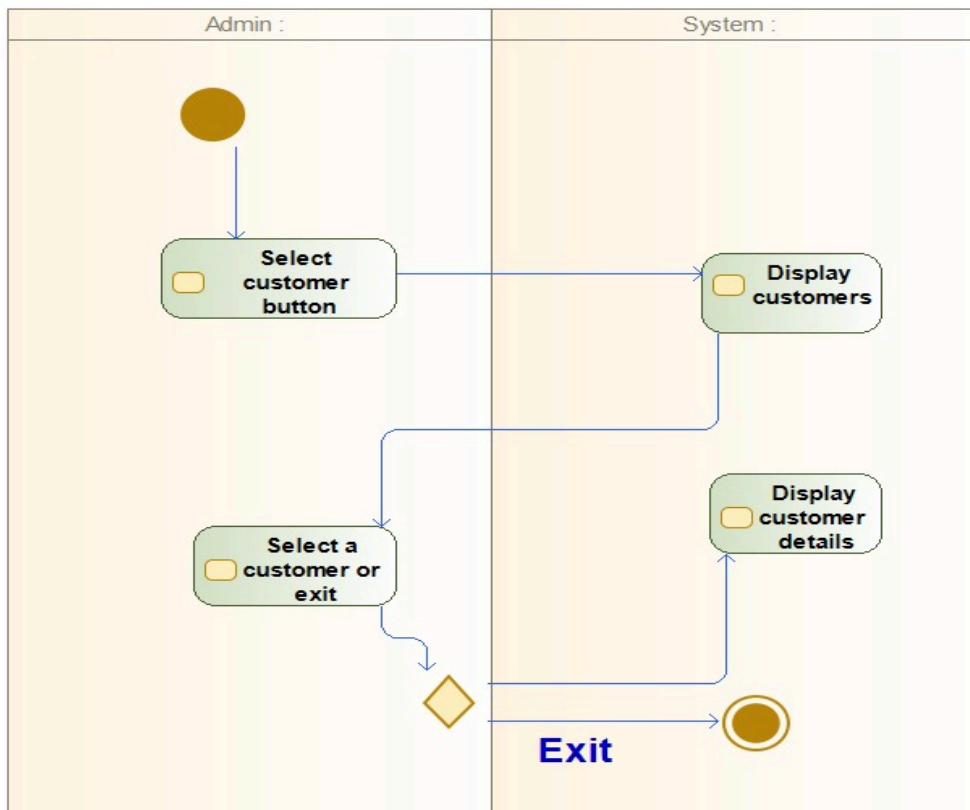 Admin :
System :
Select
customer
button
Display
customers
Display
customer
details
Select a
customer or
exit
Exit